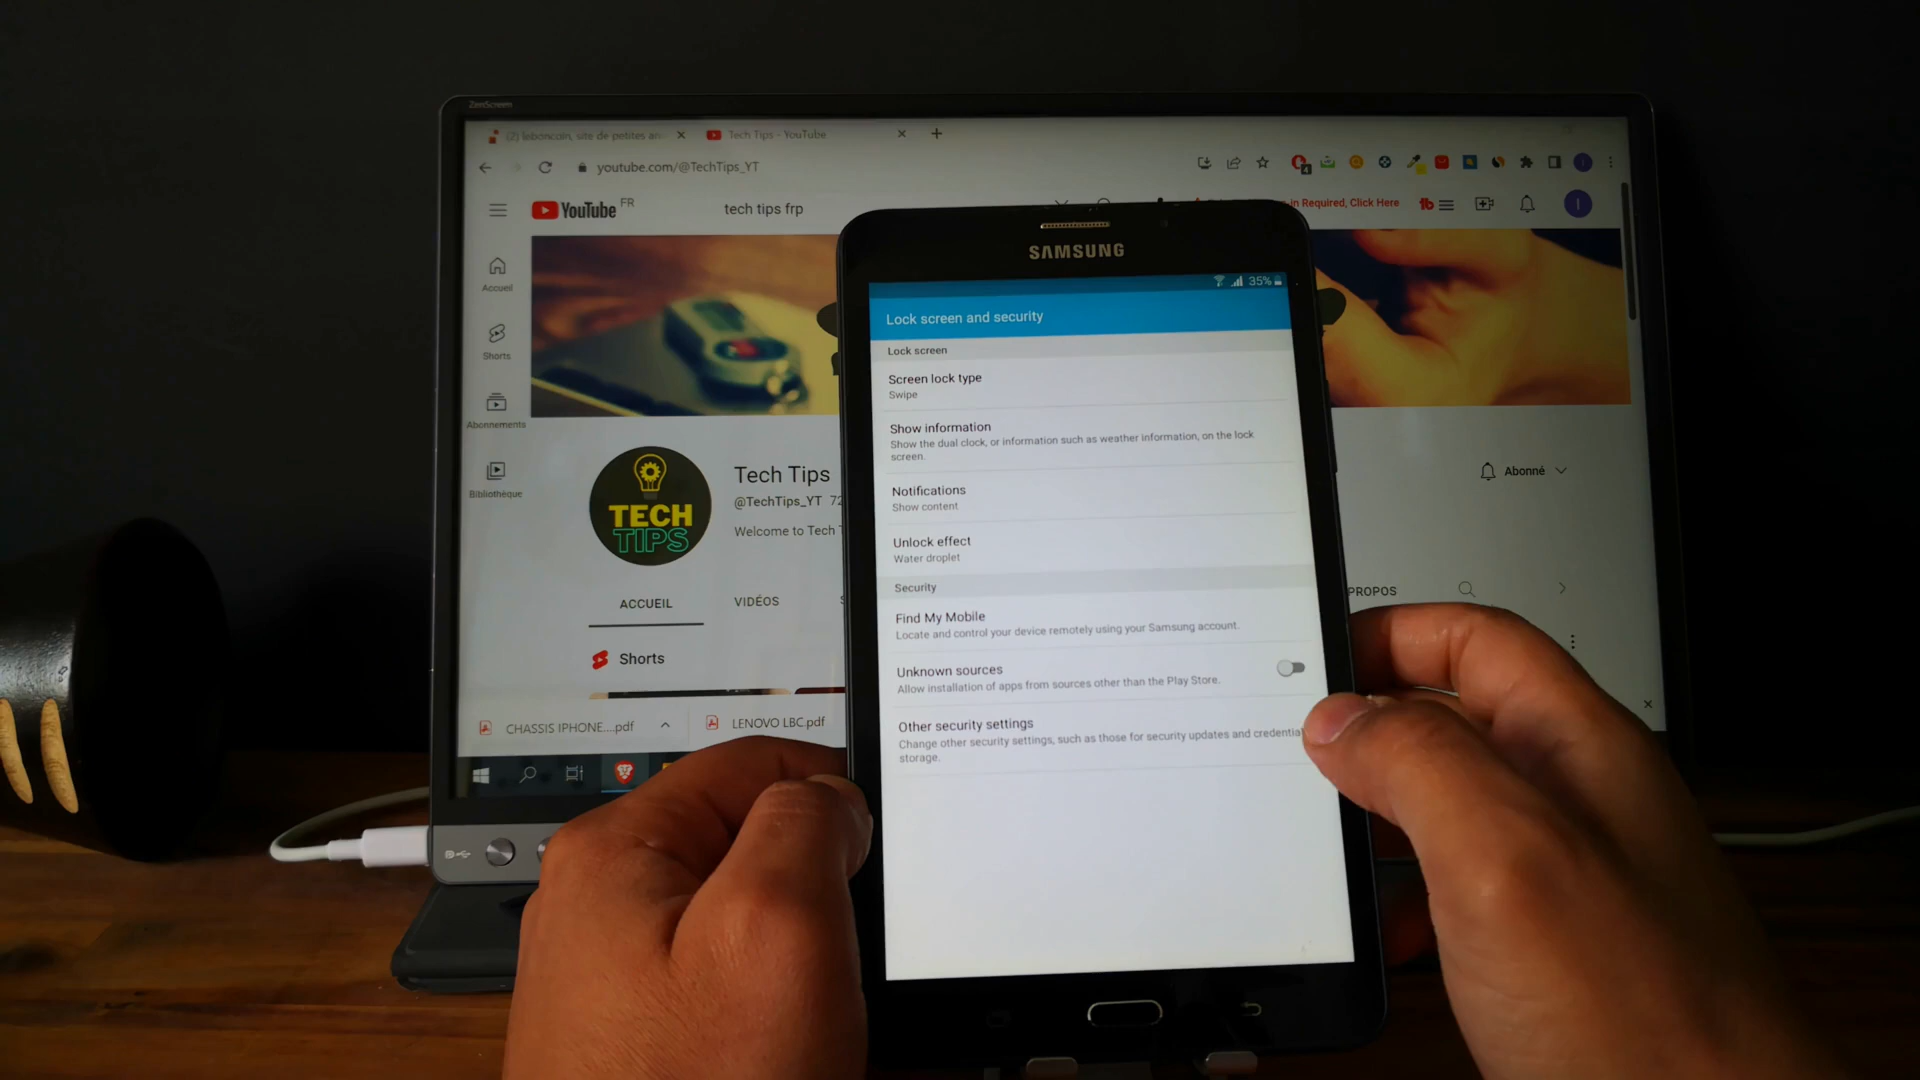 ZenScreen
(2) leboncoin, site de petites an
Tech Tips - YouTube
youtube.com/@TechTips_YT
4
YouTube FR
tech tips frp
in Required, Click Here
Accueil
Shorts
Abonnements
Bibliothèque
TECH
TIPS
Tech Tips
@TechTips_YT 72
Welcome to Tech
Abonné
ACCUEIL
VIDÉOS
PROPOS
Shorts
CHASSIS IPHONE....pdf
LENOVO LBC.pdf
SAMSUNG
35%
Lock screen and security
Lock screen
Screen lock type
Swipe
Show information
Show the dual clock, or information such as weather information, on the lock
screen.
Notifications
Show content
Unlock effect
Water droplet
Security
Find My Mobile
Locate and control your device remotely using your Samsung account.
Unknown sources
Allow installation of apps from sources other than the Play Store.
Other security settings
Change other security settings, such as those for security updates and credential
storage.